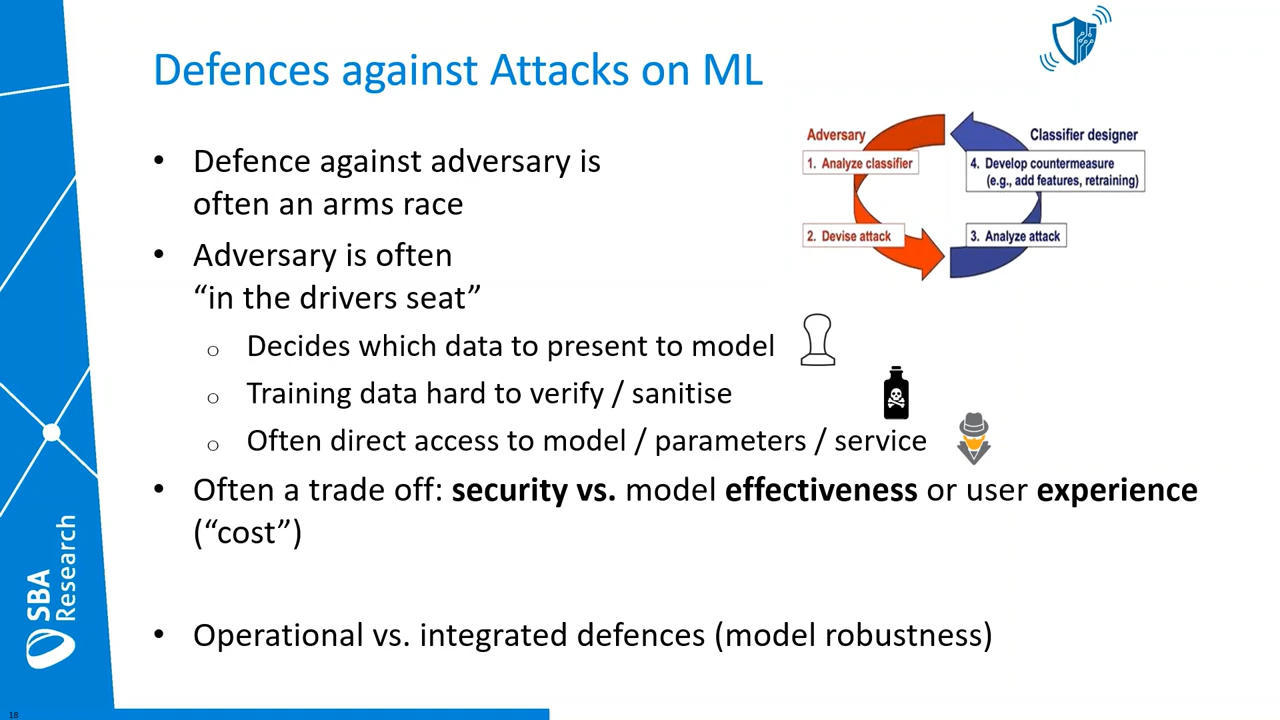 Defences against Attacks on ML
• Defence against adversary is
often an arms race
• Adversary is often
“in the drivers seat”
o Decides which data to present to model
o Training data hard to verify / sanitise
o Often direct access to model / parameters / service
• Often a trade off: security vs. model effectiveness or user experience
(“cost”)
• Operational vs. integrated defences (model robustness)
Adversary
1. Analyze classifier
2. Devise attack
Classifier designer
4. Develop countermeasure
(e.g., add features, retraining)
3. Analyze attack
SBA
Research
18